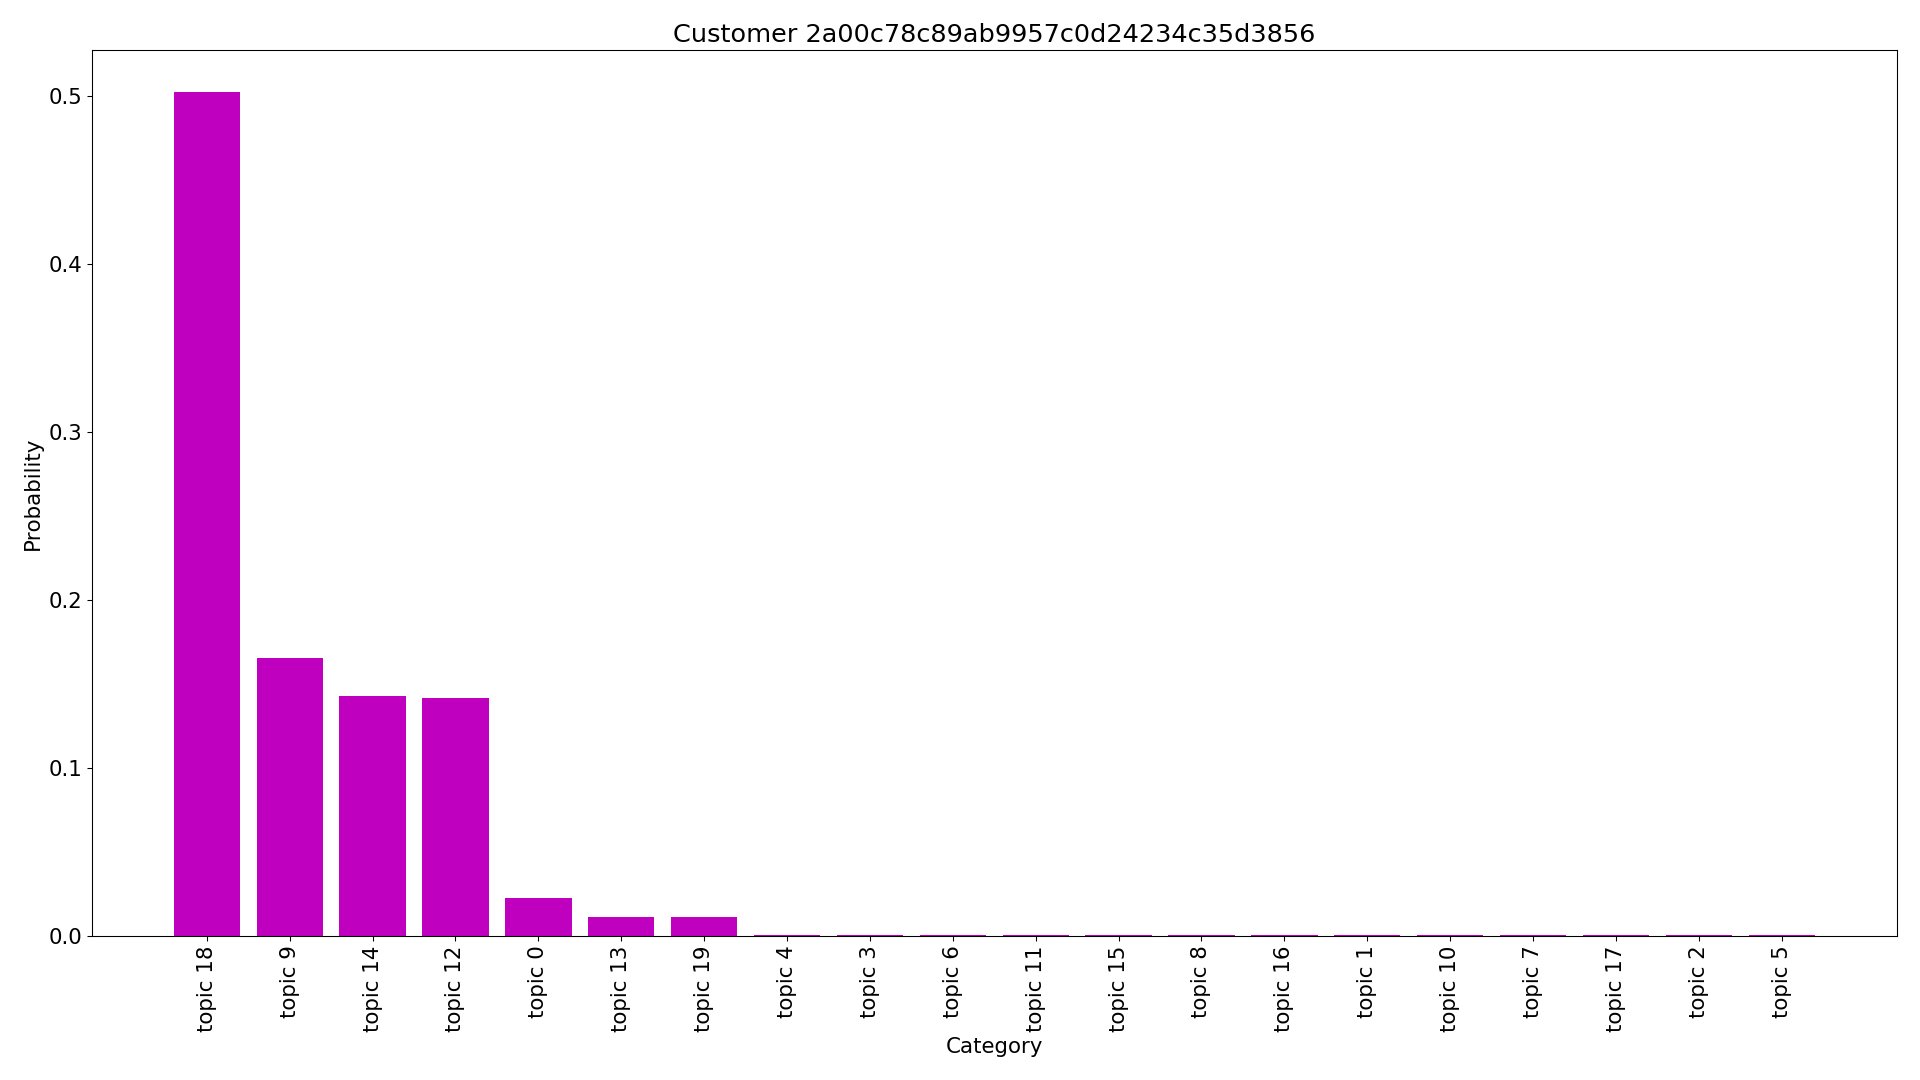 Customer 2a00c78c89ab9957c0d24234c35d3856
Probability
0.5
0.4
0.3
0.2
0.1
0.0
topic 18
topic 9
topic 14
topic 12
topic 0
topic 13
topic 19
topic 4
topic 3
topic 6
topic 11
topic 15
topic 8
topic 16
topic 1
topic 10
topic 7
topic 17
topic 2
topic 5
Category